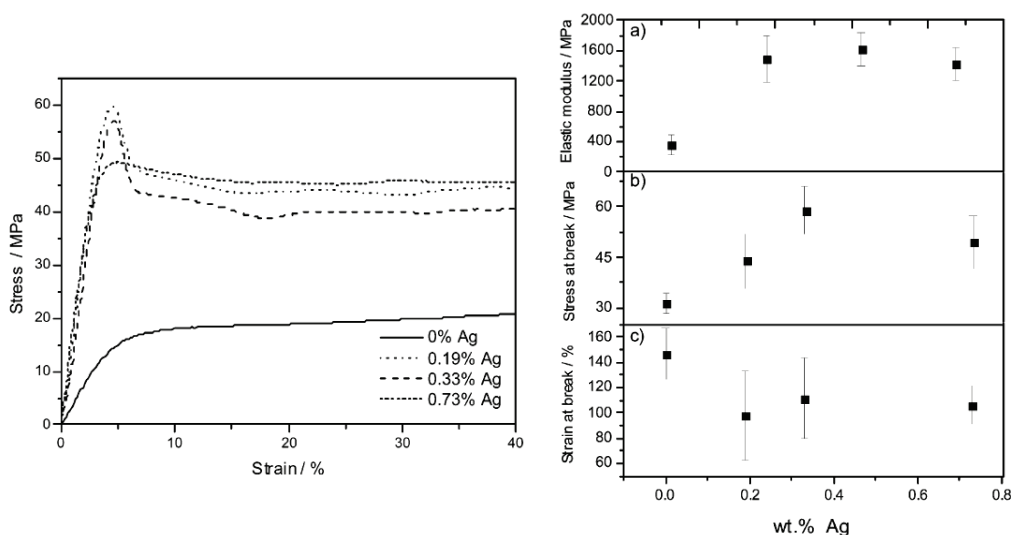 60
50
40
30
20
10
0
Stress / MPa
0 5 10 20 30 40
Strain / %
0% Ag
0.19% Ag
0.33% Ag
0.73% Ag
a)
2000
1600
1200
800
400
0
Elastic modulus / MPa
b)
60
45
30
Stress at break / MPa
c)
160
140
120
100
80
60
Strain at break / %
0.0 0.2 0.4 0.6 0.8
wt.% Ag